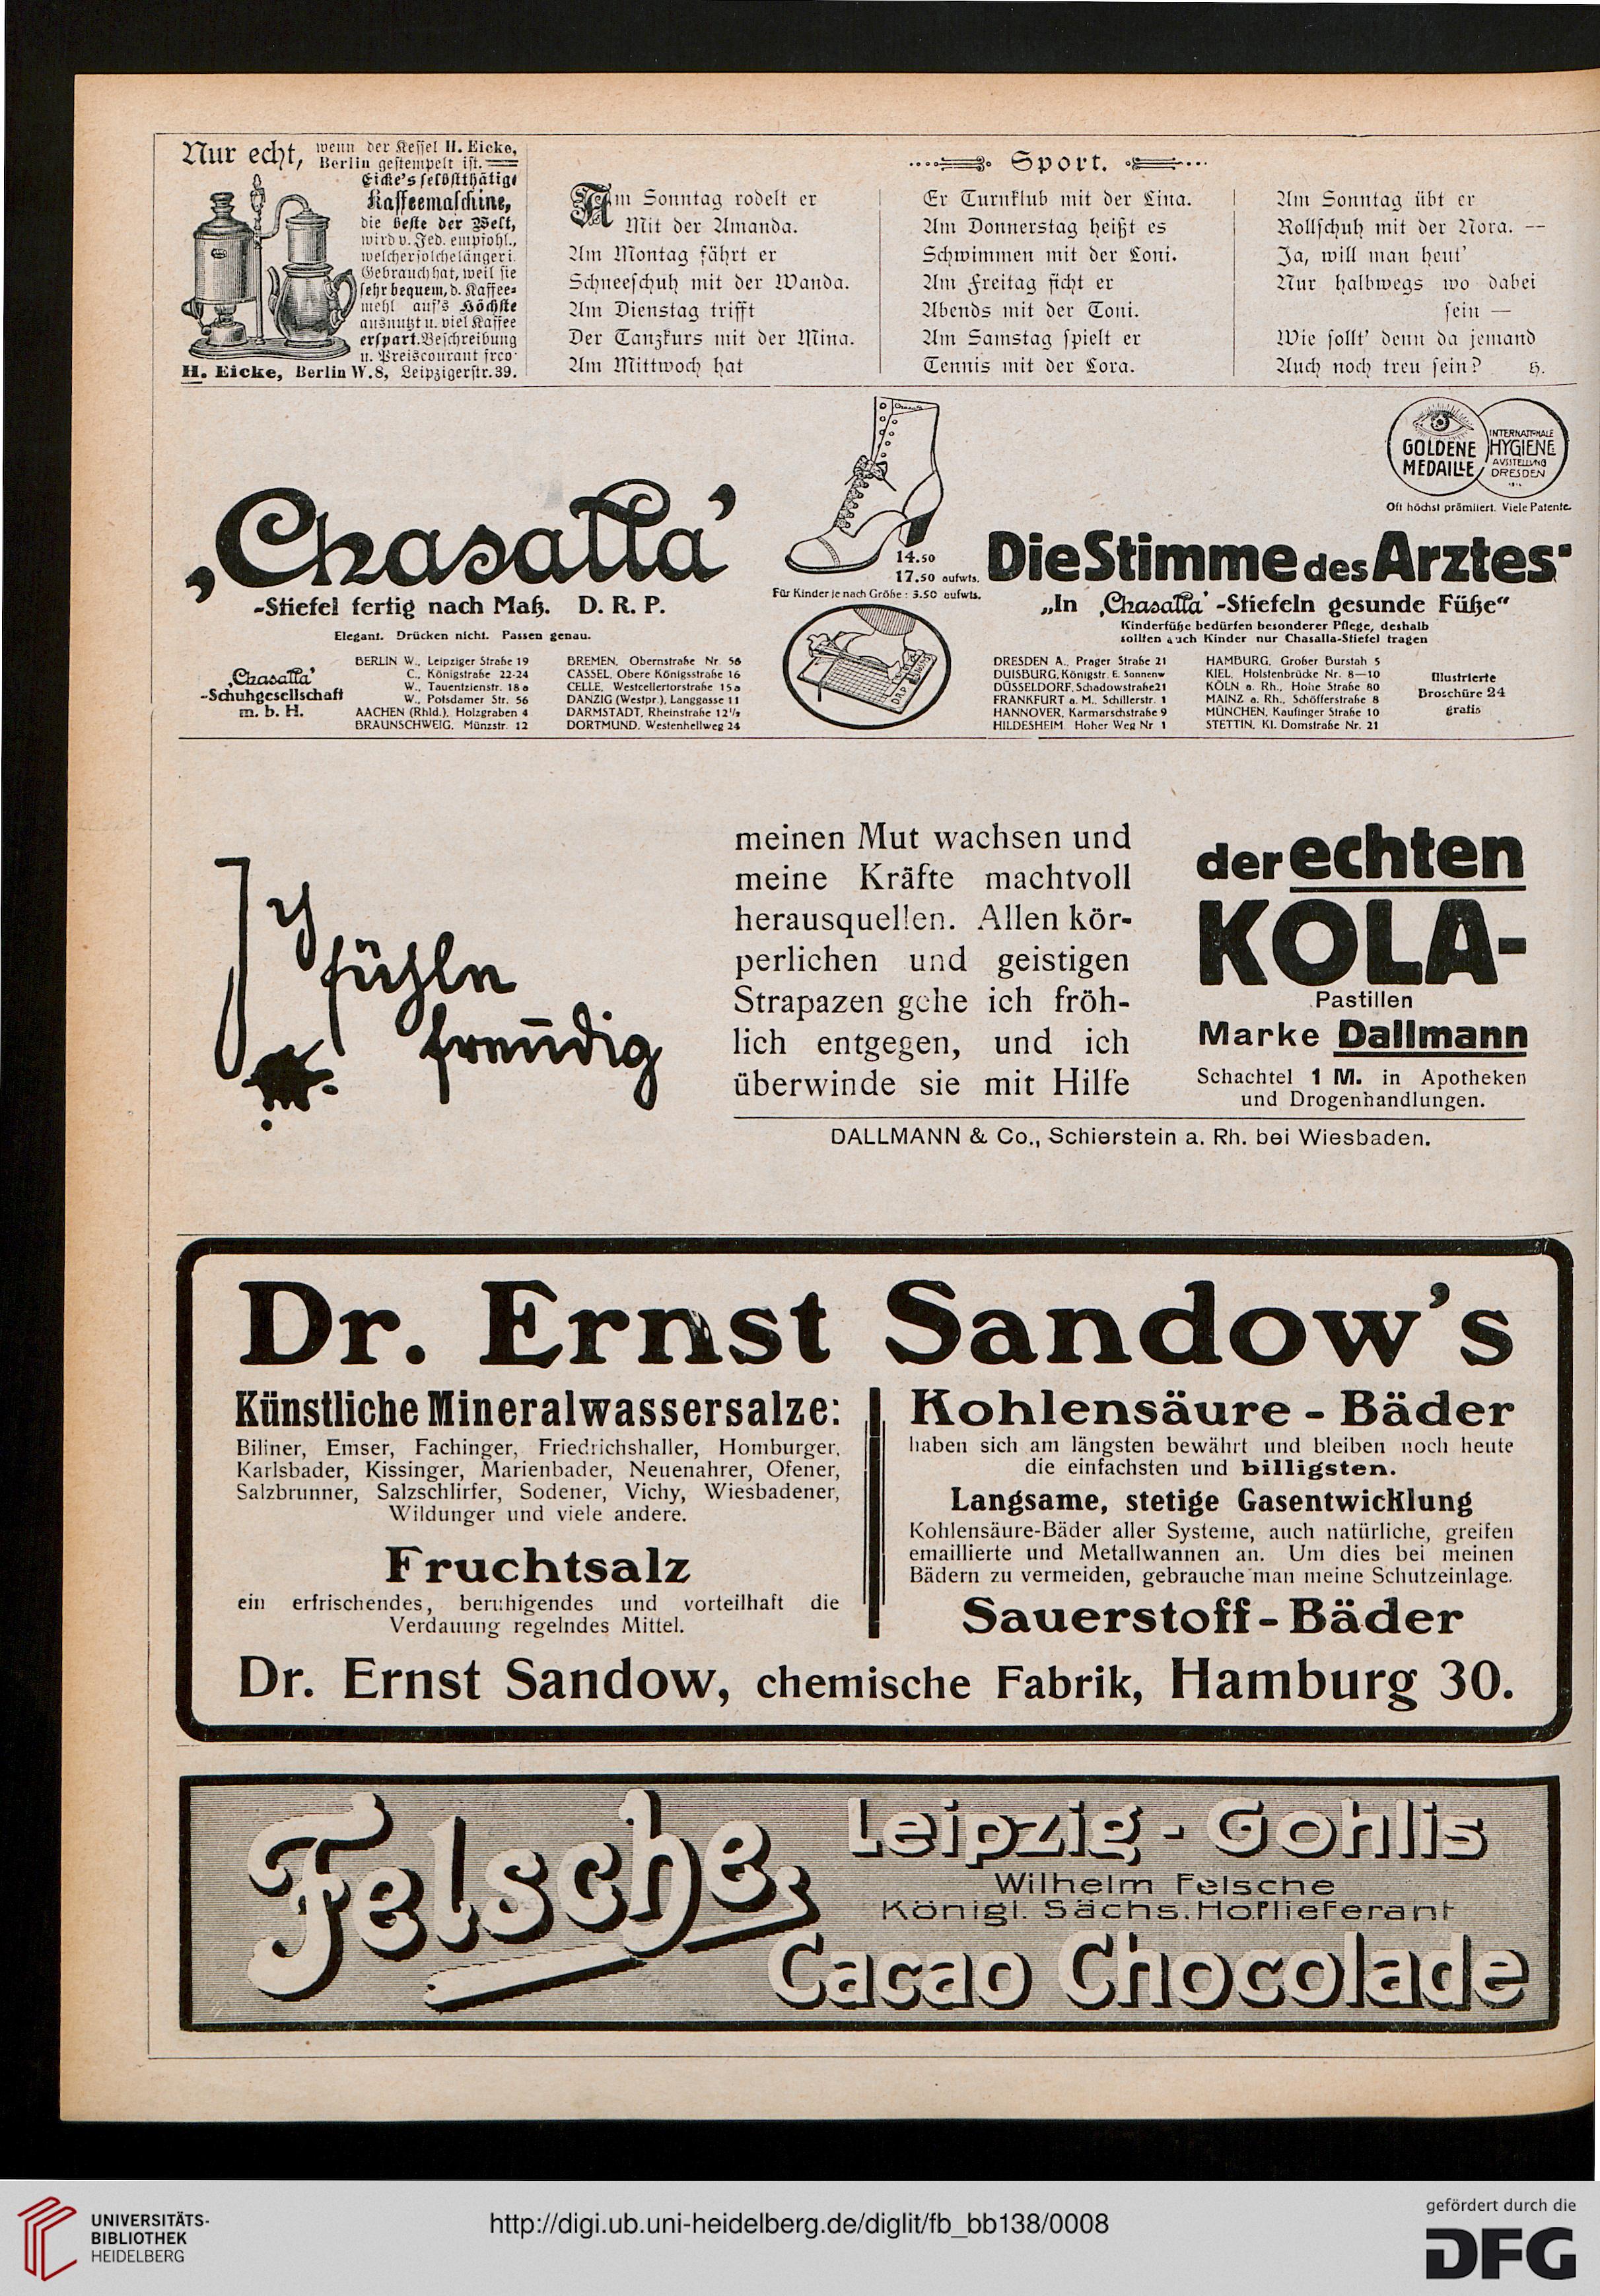 Nur echt, wenn der Kessel H. Eicke,
Berlin gestempelt ist.
Eicke's selbstthätige
Kaffeemaschine,
die beste der Welt,
wird v. Jed. empfohl.,
welcher solche länger i.
Gebrauch hat, weil sie
sehr bequem, d. Kaffee-
mehl auf's Höchste
ausnutzt u. viel Kaffee
erspart. Beschreibung
u. Preiscourant frco.
H. Eicke, Berlin W. 8, Leipzigerstr. 39.
Sport.
Am Sonntag rodelt er
Mit der Amanda.
Am Montag fährt er
Schneeschuh mit der Wanda.
Am Dienstag trifft
Der Tanzkurs mit der Mina.
Am Mittwoch hat
Er Turnklub mit der Lina.
Am Donnerstag heißt es
Schwimmen mit der Loni.
Am Freitag ficht er
Abends mit der Toni.
Am Samstag spielt er
Tennis mit der Lora.
Am Sonntag übt er
Rollschuh mit der Nora. --
Ja, will man heut'
Nur halbwegs wo dabei
sein —
Wie sollt' denn da jemand
Auch noch treu sein? H.
‚Chasalla'
-Stiefel fertig nach Maß. D. R. P.
Elegant. Drücken nicht. Passen genau.
14.50
17.50 aufwts.
Für Kinder je nach Größe: 3.50 aufwts.
GOLDENE
MEDAILLE
INTERNATIONALE
HYGIENE
AUSSTELLUNG
DRESDEN
Oft höchst prämiiert. Viele Patente.
Die Stimme des Arztes:
„In ‚Chasalla'-Stiefeln gesunde Füße“
Kinderfüße bedürfen besonderer Pflege, deshalb
sollten auch Kinder nur Chasalla-Stiefel tragen
‚Chasalla'
-Schuhgesellschaft
m. b. H.
BERLIN W., Leipziger Straße 19
C., Königstraße 22-24
W., Tauentzienstr. 18a
W., Potsdamer Str. 56
AACHEN (Rhld.), Holzgraben 4
BRAUNSCHWEIG, Münzstr. 12
BREMEN, Obernstraße Nr. 56
CASSEL, Obere Königsstraße 16
CELLE, Westcellertorstraße 15a
DANZIG (Westpr.), Langgasse 11
DARMSTADT, Rheinstraße 12½
DORTMUND, Westenhellweg 24
D.R.P.
DRESDEN A., Prager Straße 21
DUISBURG, Königstr. E. Sonnenw
DÜSSELDORF, Schadowstraße 21
FRANKFURT a. M., Schillerstr. 1
HANNOVER, Karmarschstraße 9
HILDESHEIM, Hoher Weg Nr. 1
HAMBURG, Großer Burstah 5
KIEL, Holstenbrücke Nr. 8—10
KÖLN a. Rh., Hohe Straße 80
MAINZ a. Rh., Schöfferstraße 8
MÜNCHEN, Kaufinger Straße 10
STETTIN, Kl. Domstraße Nr. 21
Illustrierte
Broschüre 24
gratis
Ich
fühle
freudig
meinen Mut wachsen und
meine Kräfte machtvoll
herausquellen. Allen kör-
perlichen und geistigen
Strapazen gehe ich fröh-
lich entgegen, und ich
überwinde sie mit Hilfe
der echten
KOLA-
Pastillen
Marke Dallmann
Schachtel 1 M. in Apotheken
und Drogenhandlungen.
DALLMANN & Co., Schierstein a. Rh. bei Wiesbaden.
Dr. Ernst Sandow's
Künstliche Mineralwassersalze:
Biliner, Emser, Fachinger, Friedrichshaller, Homburger,
Karlsbader, Kissinger, Marienbader, Neuenahrer, Ofener,
Salzbrunner, Salzschlirfer, Sodener, Vichy, Wiesbadener,
Wildunger und viele andere.
Fruchtsalz
ein erfrischendes, beruhigendes und vorteilhaft die
Verdauung regelndes Mittel.
Kohlensäure - Bäder
haben sich am längsten bewährt und bleiben noch heute
die einfachsten und billigsten.
Langsame, stetige Gasentwicklung
Kohlensäure-Bäder aller Systeme, auch natürliche, greifen
emaillierte und Metallwannen an. Um dies bei meinen
Bädern zu vermeiden, gebrauche man meine Schutzeinlage.
Sauerstoff-Bäder
Dr. Ernst Sandow, chemische Fabrik, Hamburg 30.
Felsche,
Leipzig - Gohlis
Wilhelm Felsche
Königl. Sächs. Hoflieferant
Cacao Chocolade
UNIVERSITÄTS-
BIBLIOTHEK
HEIDELBERG
http://digi.ub.uni-heidelberg.de/diglit/fb_bb138/0008
gefördert durch die
DFG